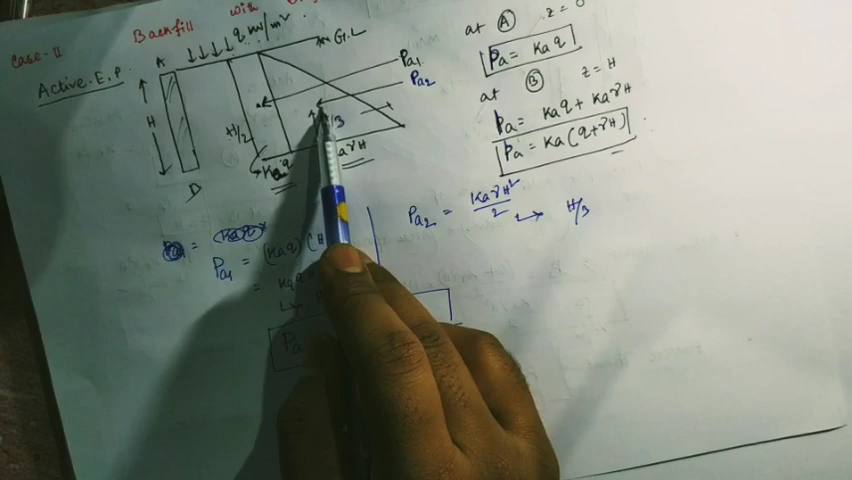 Case-II Backfill with
Active.E.P.
q kN/m²
G.L
A
H
H/2
Pa1
Pa2
H/3
Kaq
KaγH
at A z = 0
Pa = Kaq
at B z = H
Pa = Kaq + KaγH
Pa = Ka(q+γH)
Pa1 = (Kaq)(H
Pa2 = KaγH²/2 ↳ H/3
Pa